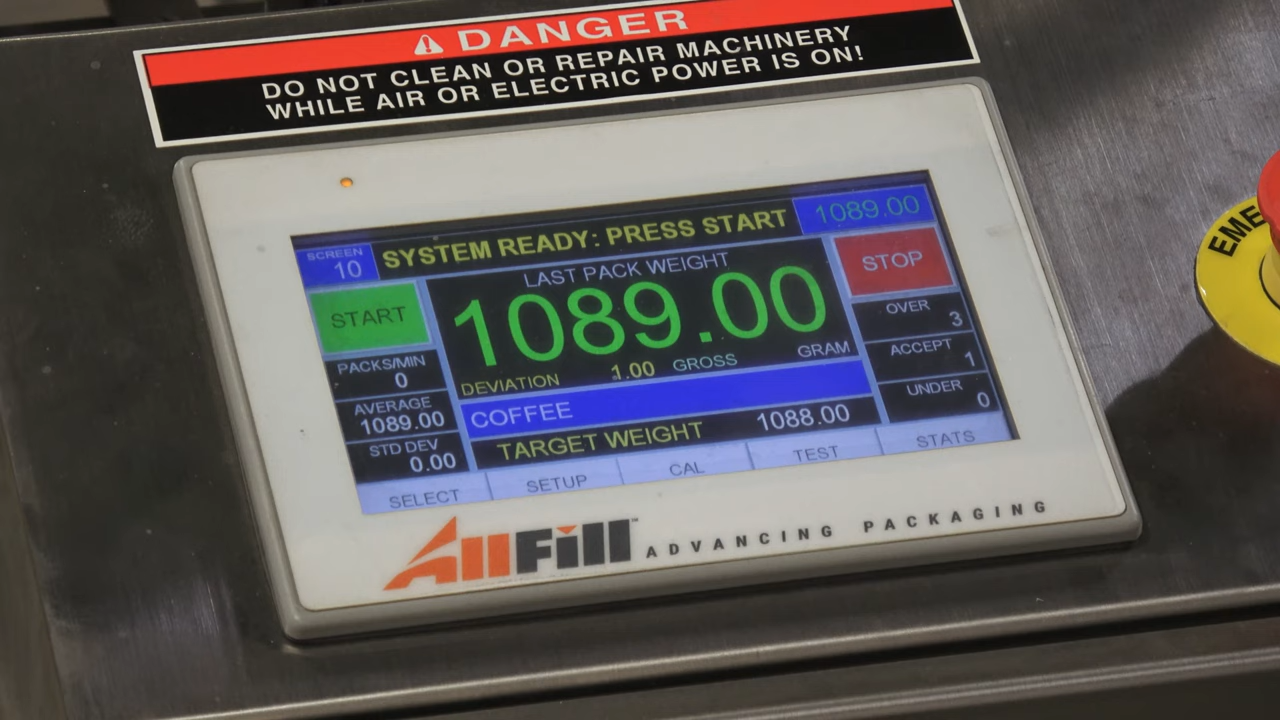 DANGER
DO NOT CLEAN OR REPAIR MACHINERY
WHILE AIR OR ELECTRIC POWER IS ON!
SCREEN
10
SYSTEM READY: PRESS START
1089.00
START
LAST PACK WEIGHT
1089.00
STOP
PACKS/MIN
0
DEVIATION 1.00 GROSS GRAM
OVER
3
AVERAGE
1089.00
COFFEE
ACCEPT
1
STD DEV
0.00
TARGET WEIGHT 1088.00
UNDER
0
SELECT SETUP CAL TEST STATS
AllFill™ ADVANCING PACKAGING
EME